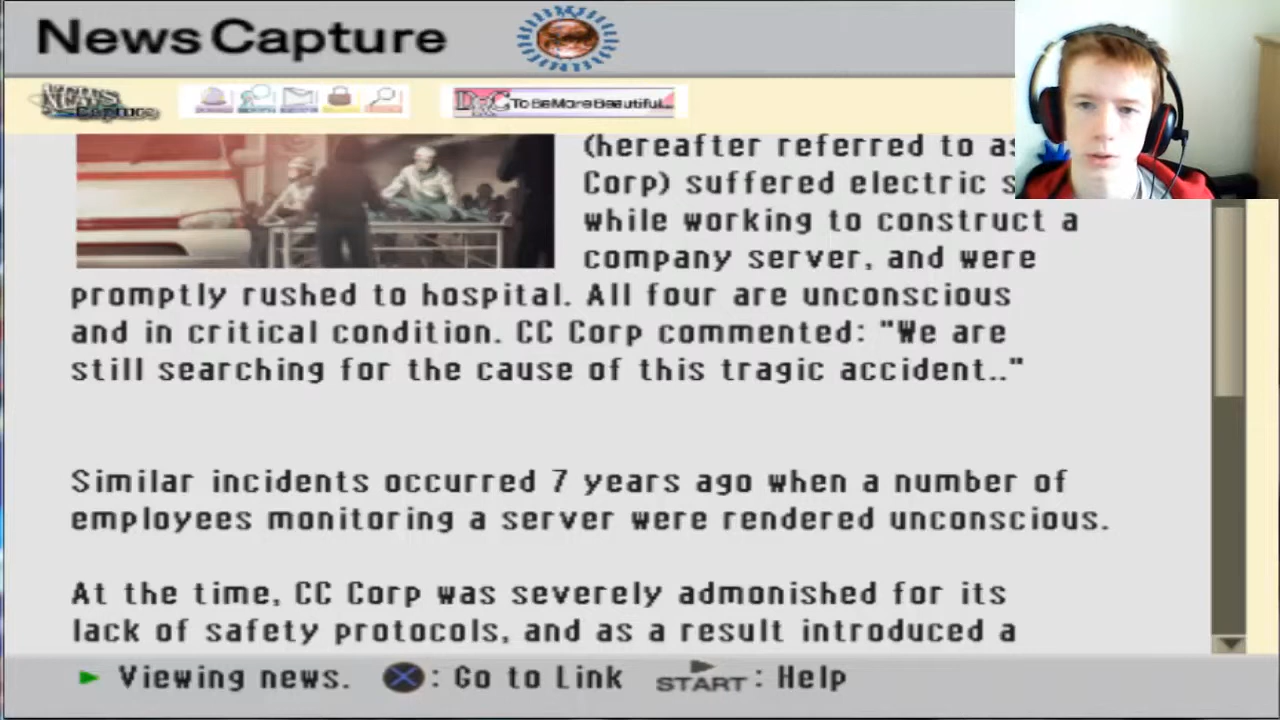 News Capture
NEWS Capture
To Be More Beautiful...
(hereafter referred to as
Corp) suffered electric s
while working to construct a
company server, and were
promptly rushed to hospital. All four are unconscious
and in critical condition. CC Corp commented: "We are
still searching for the cause of this tragic accident.."
Similar incidents occurred 7 years ago when a number of
employees monitoring a server were rendered unconscious.
At the time, CC Corp was severely admonished for its
lack of safety protocols, and as a result introduced a
Viewing news. : Go to Link START : Help